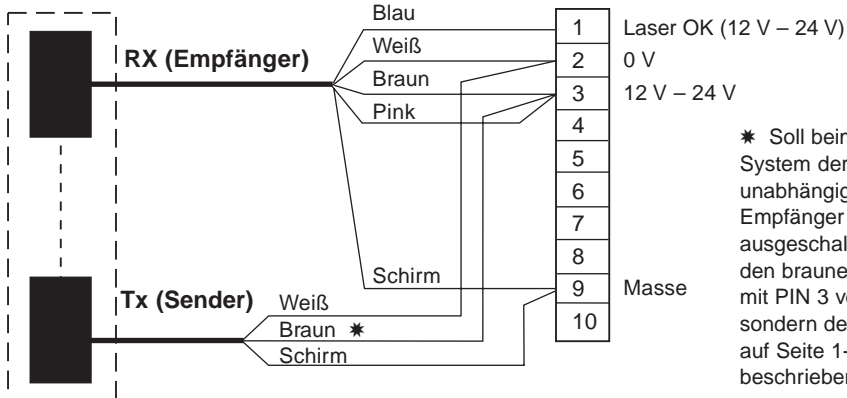 Blau
Weiß
Braun
Pink
RX (Empfänger)
Schirm
Tx (Sender)
Weiß
Braun ✷
Schirm
1 Laser OK (12 V – 24 V)
2 0 V
3 12 V – 24 V
4
5
6
7
8
9 Masse
10
✷ Soll beim
System der
unabhängig
Empfänger
ausgeschal
den braune
mit PIN 3
sondern de
auf Seite 1-
beschrieben